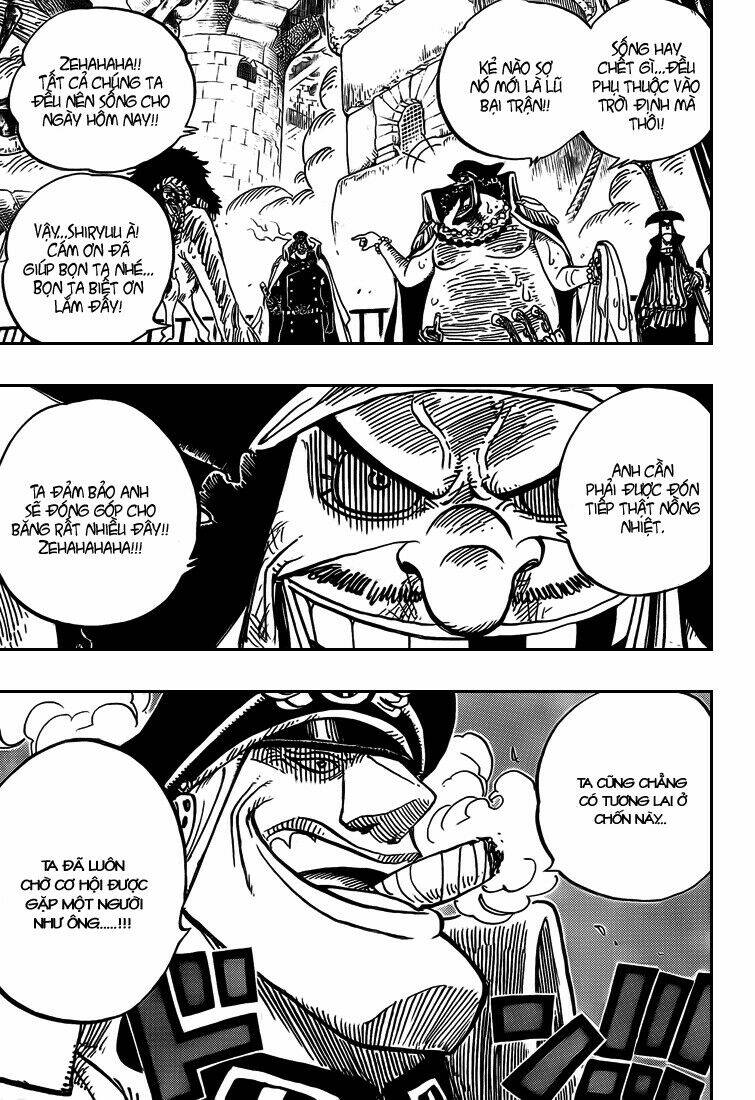 SỐNG HAY
CHẾT GÌ...ĐỀU
PHỤ THUỘC VÀO
TRỜI ĐỊNH MÀ
THÔI!
KẺ NÀO SỢ
NÓ MỚI LÀ LŨ
BẠI TRẬN!!
ZEHAHAHA!!
TẤT CẢ CHÚNG TA
ĐỀU NÊN SỐNG CHO
NGÀY HÔM NAY!!
VẬY...SHIRYUU À!
CÁM ƠN ĐÃ
GIÚP BỌN TA NHÉ...
BỌN TA BIẾT ƠN
LẮM ĐẤY!
ANH CẦN
PHẢI ĐƯỢC ĐÓN
TIẾP THẬT NỒNG
NHIỆT.
TA ĐẢM BẢO ANH
SẼ ĐÓNG GÓP CHO
BĂNG RẤT NHIỀU ĐẤY!!
ZEHAHAHAHA!!!
TA CŨNG CHẲNG
CÓ TƯƠNG LAI Ở
CHỐN NÀY...
TA ĐÃ LUÔN
CHỜ CƠ HỘI ĐƯỢC
GẶP MỘT NGƯỜI
NHƯ ÔNG.....!!!